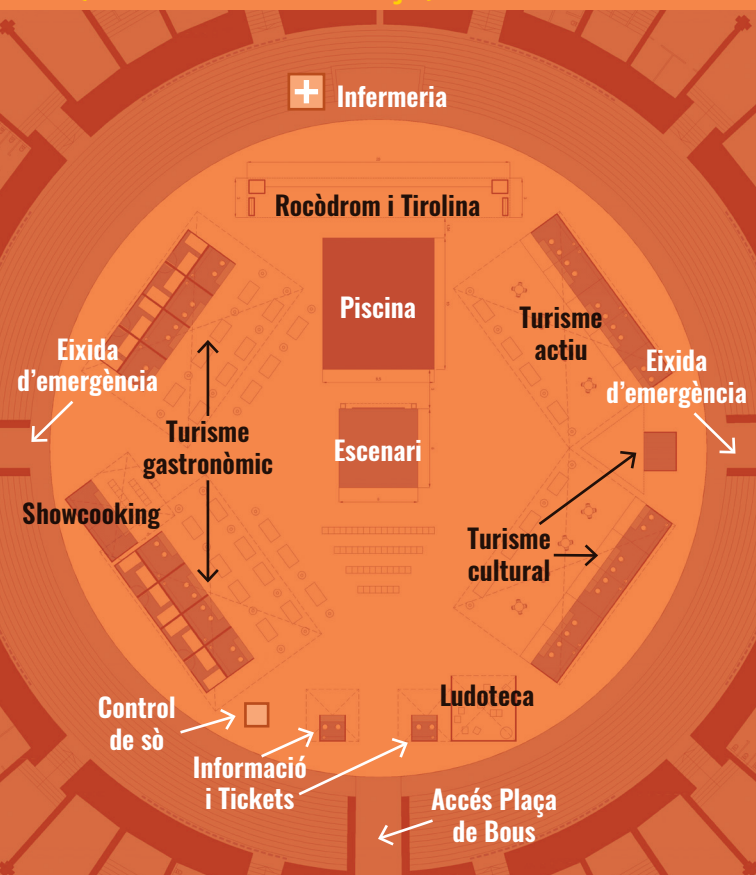 Infermeria
Rocòdrom i Tirolina
Piscina
Turisme
actiu
Eixida
d’emergència
Eixida
d’emergència
Turisme
gastronòmic
Escenari
Showcooking
Turisme
cultural
Ludoteca
Control
de sò
Informació
i Tickets
Accés Plaça
de Bous